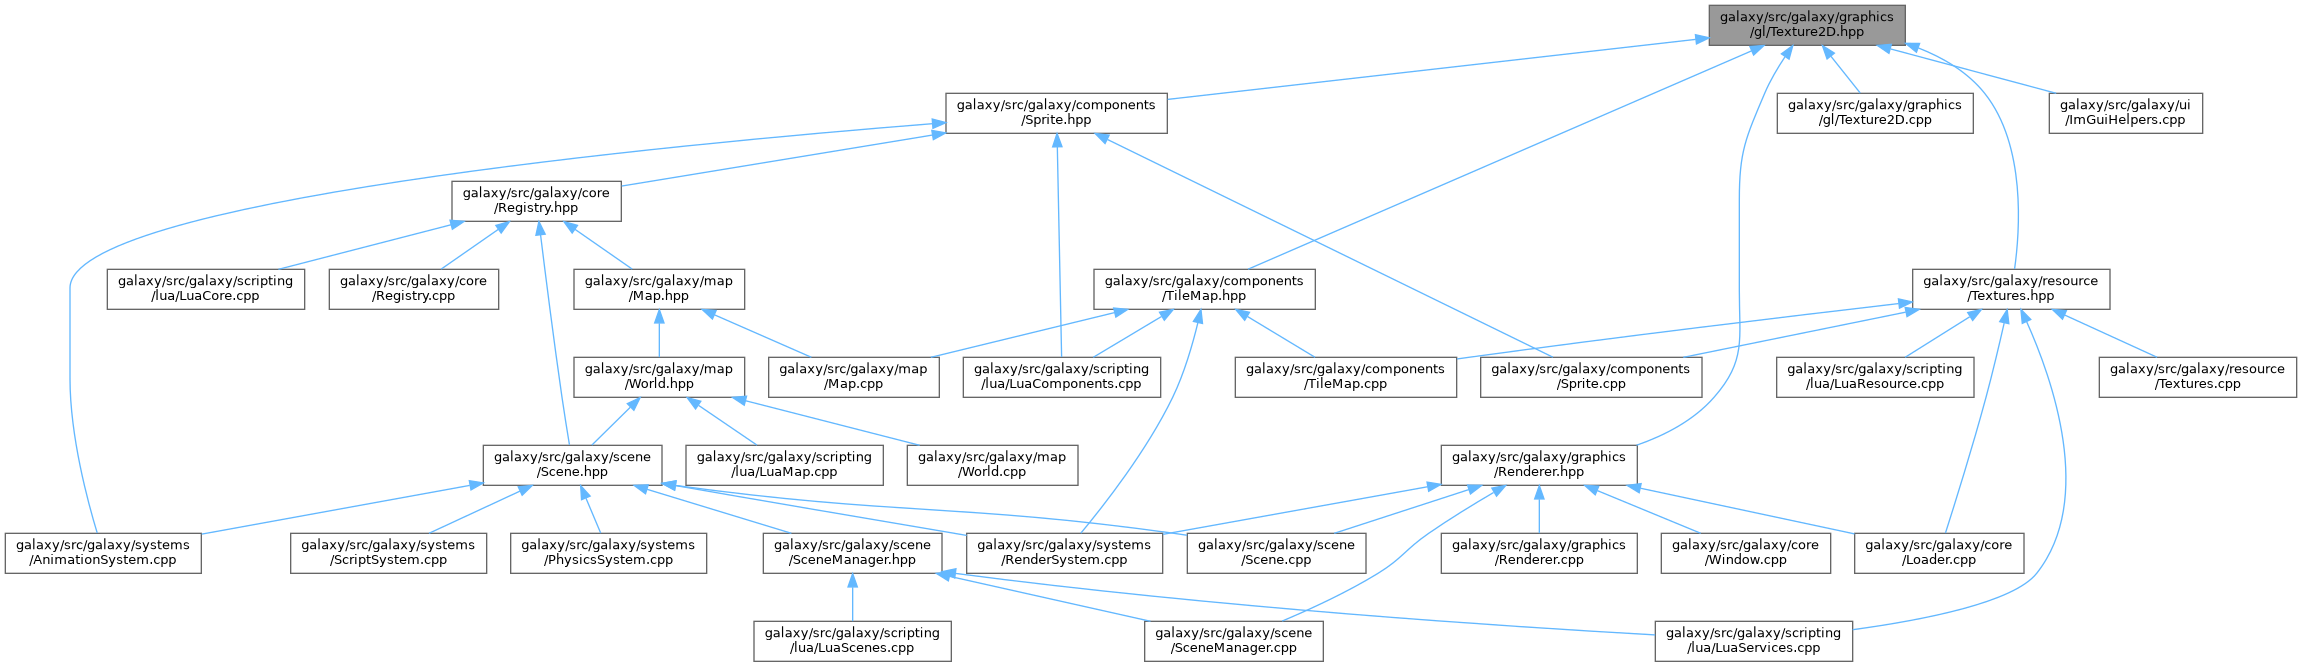 galaxy/src/galaxy/graphics
/gl/Texture2D.hpp
galaxy/src/galaxy/components
/Sprite.hpp
galaxy/src/galaxy/graphics
/gl/Texture2D.cpp
galaxy/src/galaxy/ui
/ImGuiHelpers.cpp
galaxy/src/galaxy/core
/Registry.hpp
galaxy/src/galaxy/scripting
/lua/LuaCore.cpp
galaxy/src/galaxy/core
/Registry.cpp
galaxy/src/galaxy/map
/Map.hpp
galaxy/src/galaxy/components
/TileMap.hpp
galaxy/src/galaxy/resource
/Textures.hpp
galaxy/src/galaxy/map
/World.hpp
galaxy/src/galaxy/map
/Map.cpp
galaxy/src/galaxy/scripting
/lua/LuaComponents.cpp
galaxy/src/galaxy/components
/TileMap.cpp
galaxy/src/galaxy/components
/Sprite.cpp
galaxy/src/galaxy/scripting
/lua/LuaResource.cpp
galaxy/src/galaxy/resource
/Textures.cpp
galaxy/src/galaxy/scene
/Scene.hpp
galaxy/src/galaxy/scripting
/lua/LuaMap.cpp
galaxy/src/galaxy/map
/World.cpp
galaxy/src/galaxy/graphics
/Renderer.hpp
galaxy/src/galaxy/systems
/AnimationSystem.cpp
galaxy/src/galaxy/systems
/ScriptSystem.cpp
galaxy/src/galaxy/systems
/PhysicsSystem.cpp
galaxy/src/galaxy/scene
/SceneManager.hpp
galaxy/src/galaxy/systems
/RenderSystem.cpp
galaxy/src/galaxy/scene
/Scene.cpp
galaxy/src/galaxy/graphics
/Renderer.cpp
galaxy/src/galaxy/core
/Window.cpp
galaxy/src/galaxy/core
/Loader.cpp
galaxy/src/galaxy/scripting
/lua/LuaScenes.cpp
galaxy/src/galaxy/scene
/SceneManager.cpp
galaxy/src/galaxy/scripting
/lua/LuaServices.cpp